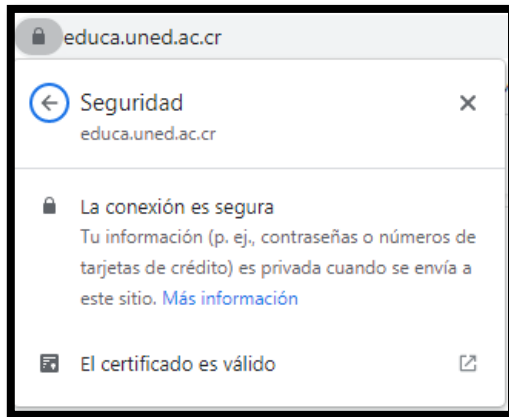 educa.uned.ac.cr
Seguridad
educa.uned.ac.cr
La conexión es segura
Tu información (p. ej., contraseñas o números de
tarjetas de crédito) es privada cuando se envía a
este sitio. Más información
El certificado es válido